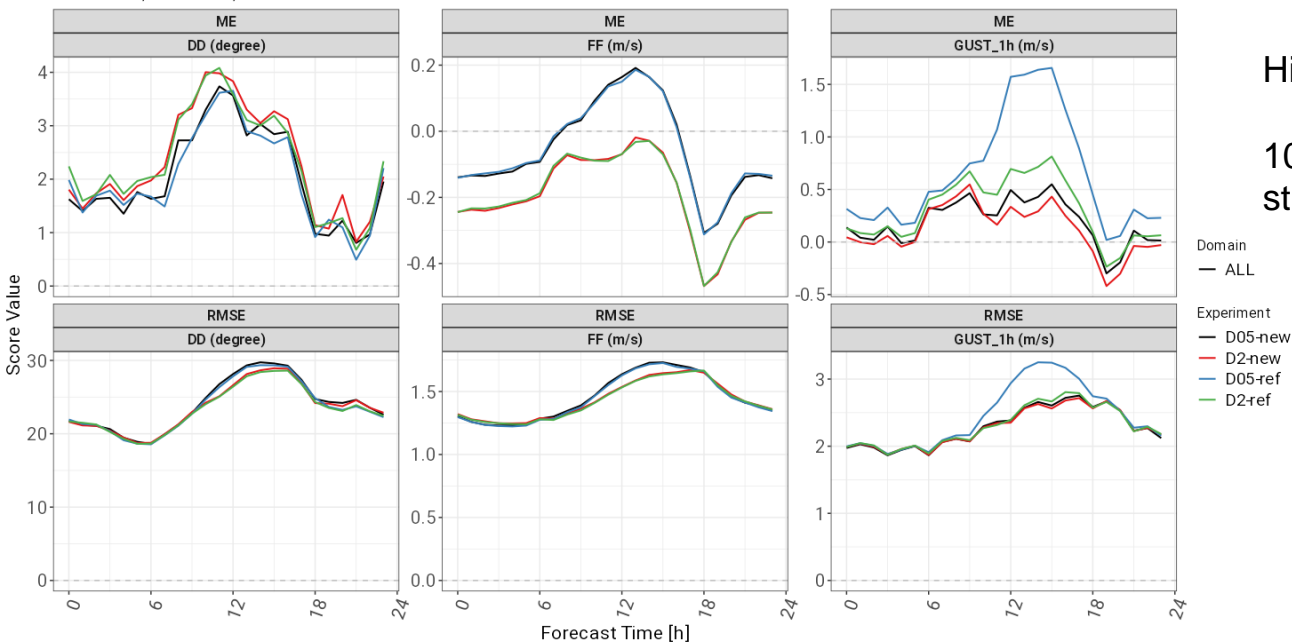 ME
ME
ME
DD (degree)
FF (m/s)
GUST_1h (m/s)
4
3
2
1
0
0.2
0.0
-0.2
-0.4
1.5
1.0
0.5
0.0
-0.5
RMSE
RMSE
RMSE
DD (degree)
FF (m/s)
GUST_1h (m/s)
30
20
10
0
1.5
1.0
0.5
0.0
3
2
1
0
0 6 12 18 24
0 6 12 18 24
0 6 12 18 24
Score Value
Forecast Time [h]
Domain
ALL
Experiment
D05-new
D2-new
D05-ref
D2-ref
Hi
10
st